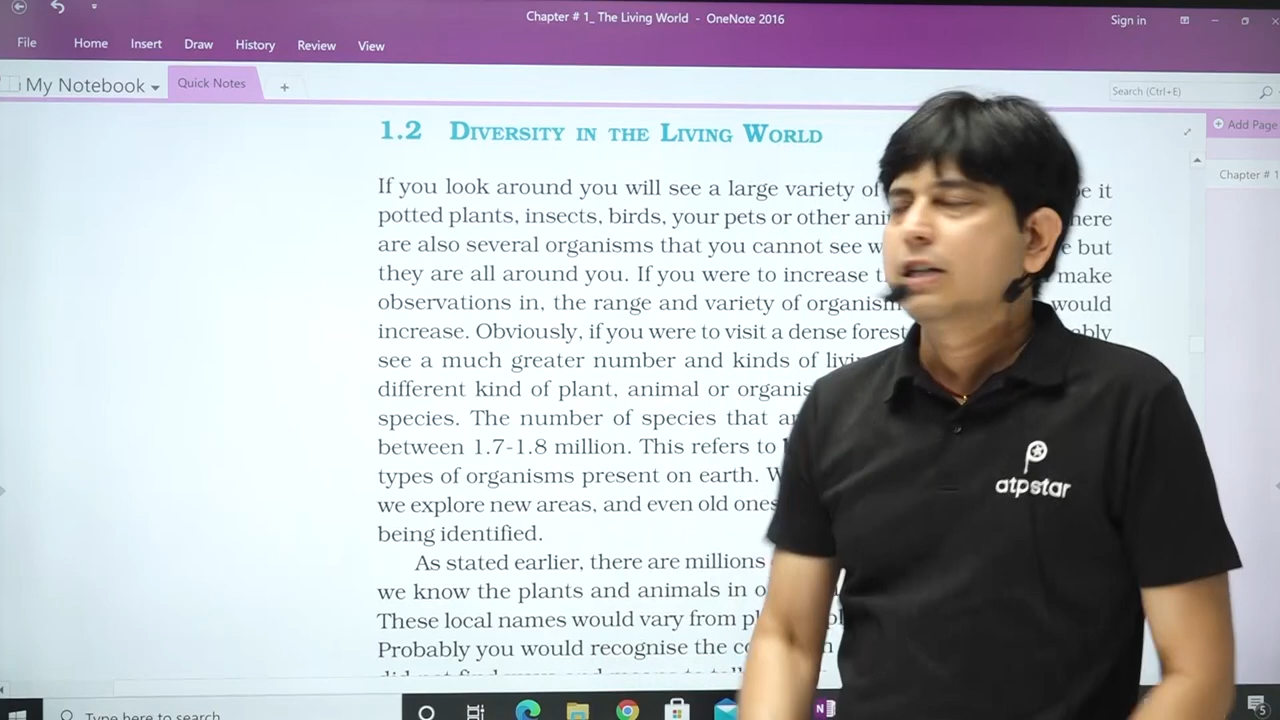 Chapter # 1_ The Living World - OneNote 2016
Sign in
File Home Insert Draw History Review View
My Notebook
Quick Notes
+
Search (Ctrl+E)
Add Page
Chapter # 1
1.2 DIVERSITY IN THE LIVING WORLD
If you look around you will see a large variety of it
potted plants, insects, birds, your pets or other
are also several organisms that you cannot see but
they are all around you. If you were to increase make
observations in, the range and variety of would
increase. Obviously, if you were to visit a dense forest
see a much greater number and kinds of
different kind of plant, animal or
species. The number of species that
between 1.7-1.8 million. This refers to
types of organisms present on earth.
we explore new areas, and even old ones
being identified.
As stated earlier, there are millions
we know the plants and animals in
These local names would vary from
Probably you would recognise the
atpstar
Type here to search
5